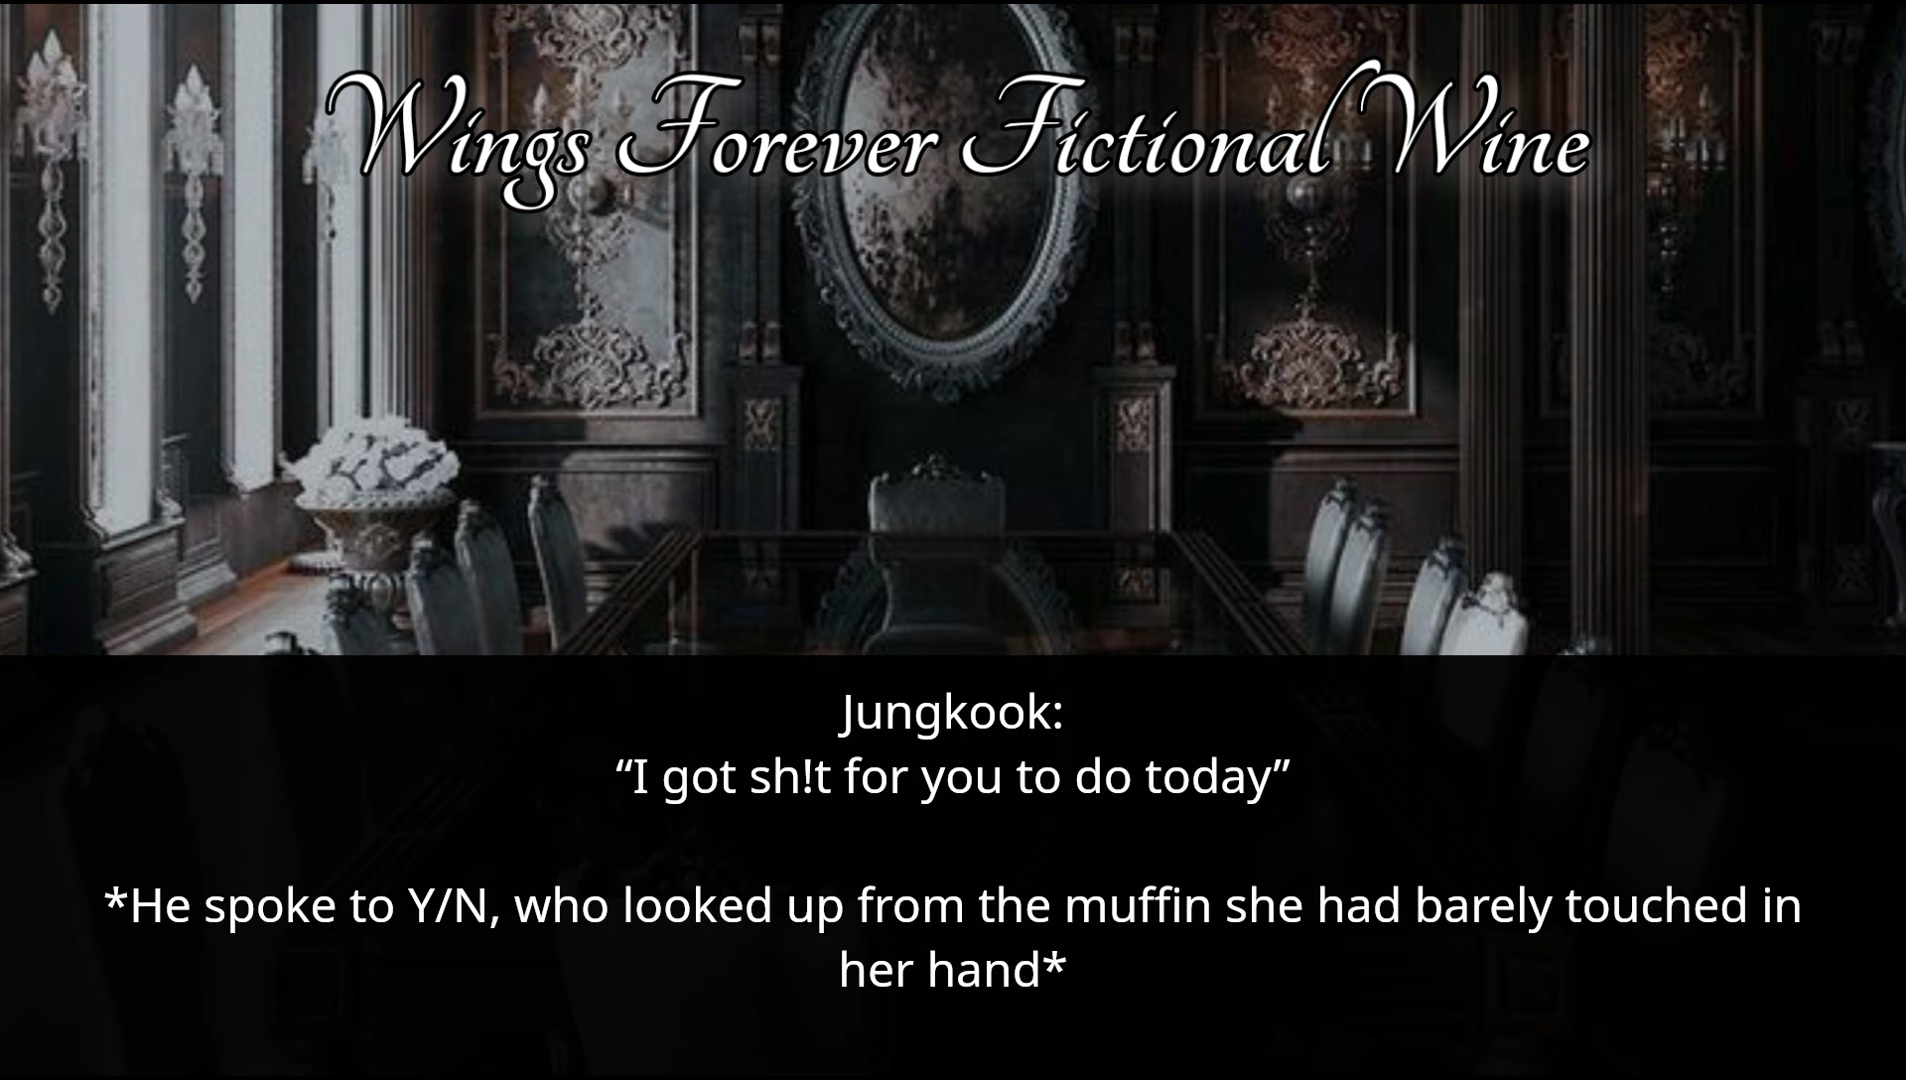 Wings Forever Fictional Wine
Jungkook:
“I got sh!t for you to do today”
*He spoke to Y/N, who looked up from the muffin she had barely touched in
her hand*